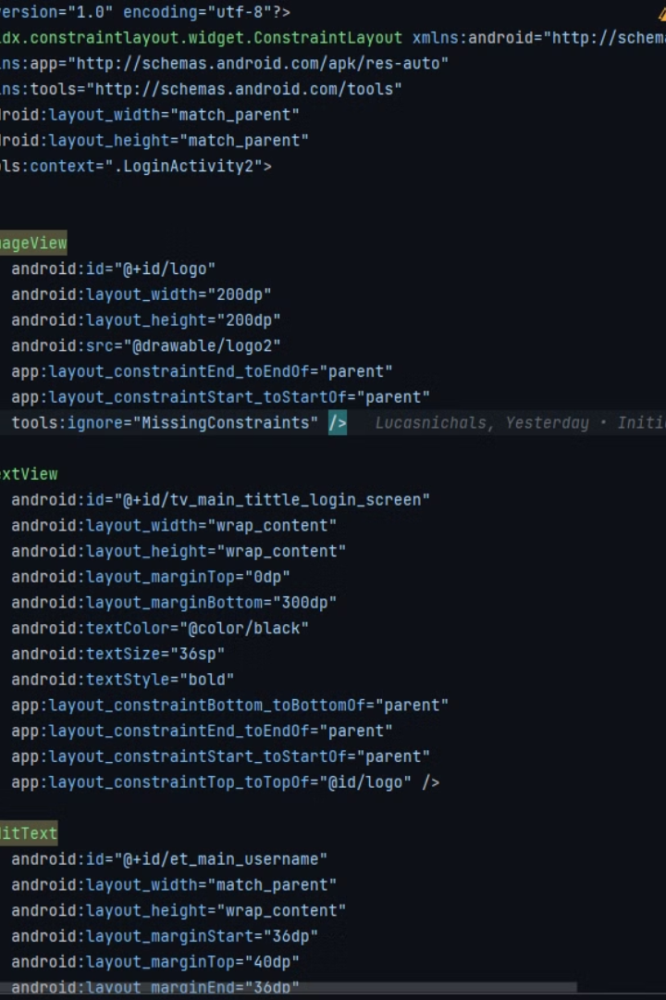 version="1.0" encoding="utf-8"?>
idx.constraintlayout.widget.ConstraintLayout xmlns:android="http://schema
ns:app="http://schemas.android.com/apk/res-auto"
ns:tools="http://schemas.android.com/tools"
roid:layout_width="match_parent"
roid:layout_height="match_parent"
ls:context=".LoginActivity2">
ageView
android:id="@+id/logo"
android:layout_width="200dp"
android:layout_height="200dp"
android:src="@drawable/logo2"
app:layout_constraintEnd_toEndOf="parent"
app:layout_constraintStart_toStartOf="parent"
tools:ignore="MissingConstraints" /> Lucasnichals, Yesterday • Initi
extView
android:id="@+id/tv_main_tittle_login_screen"
android:layout_width="wrap_content"
android:layout_height="wrap_content"
android:layout_marginTop="0dp"
android:layout_marginBottom="300dp"
android:textColor="@color/black"
android:textSize="36sp"
android:textStyle="bold"
app:layout_constraintBottom_toBottomOf="parent"
app:layout_constraintEnd_toEndOf="parent"
app:layout_constraintStart_toStartOf="parent"
app:layout_constraintTop_toTopOf="@id/logo" />
ditText
android:id="@+id/et_main_username"
android:layout_width="match_parent"
android:layout_height="wrap_content"
android:layout_marginStart="36dp"
android:layout_marginTop="40dp"
android:layout_marginEnd="36dp"